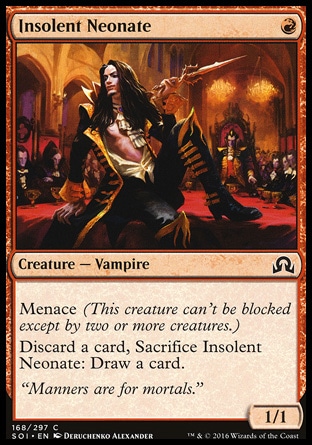 Insolent Neonate
Creature — Vampire
Menace (This creature can't be blocked
except by two or more creatures.)
Discard a card, Sacrifice Insolent
Neonate: Draw a card.
“Manners are for mortals.”
1/1
168/297 C
SOI • EN Deruchenko Alexander
™ & © 2016 Wizards of the Coast